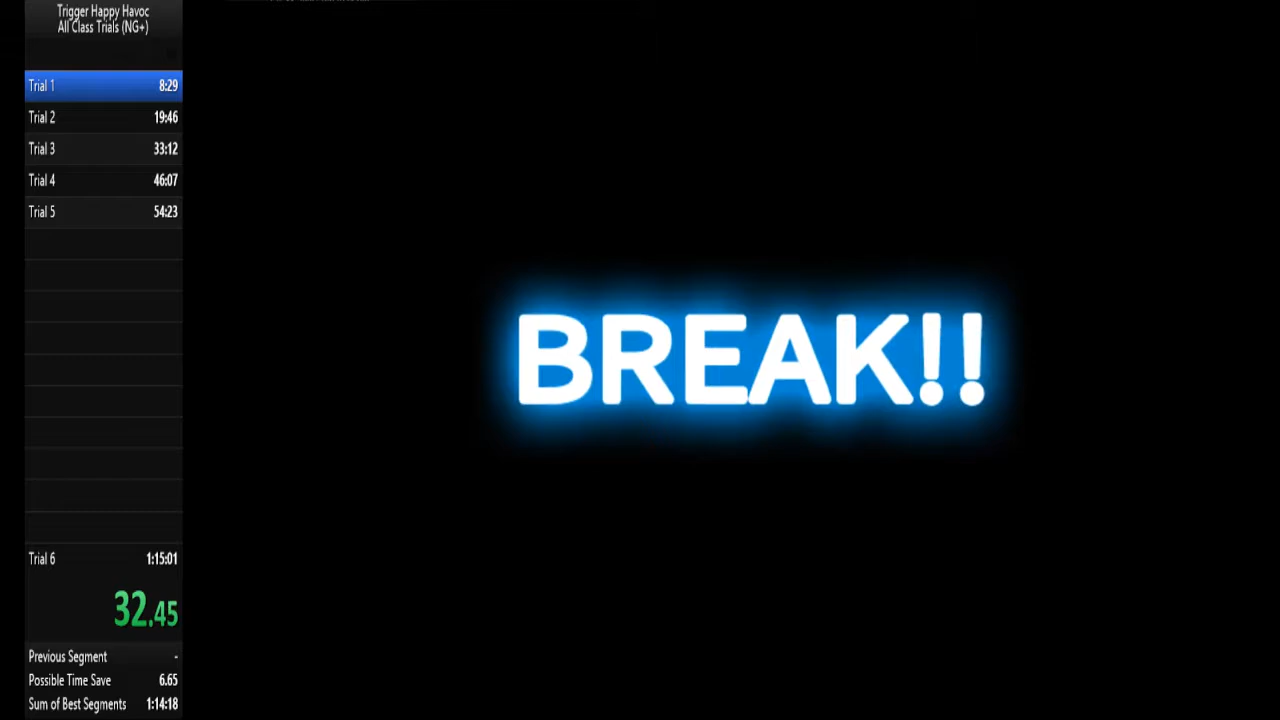 Trigger Happy Havoc
All Class Trials (NG+)
Trial 1 8:29
Trial 2 19:46
Trial 3 33:12
Trial 4 46:07
Trial 5 54:23
BREAK!!
Trial 6 1:15:01
32.45
Previous Segment -
Possible Time Save 6.65
Sum of Best Segments 1:14:18